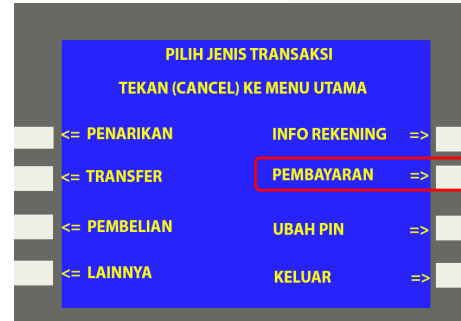 PILIH JENIS TRANSAKSI
TEKAN (CANCEL) KE MENU UTAMA
<= PENARIKAN
INFO REKENING =>
<= TRANSFER
PEMBAYARAN =>
<= PEMBELIAN
UBAH PIN =>
<= LAINNYA
KELUAR =>